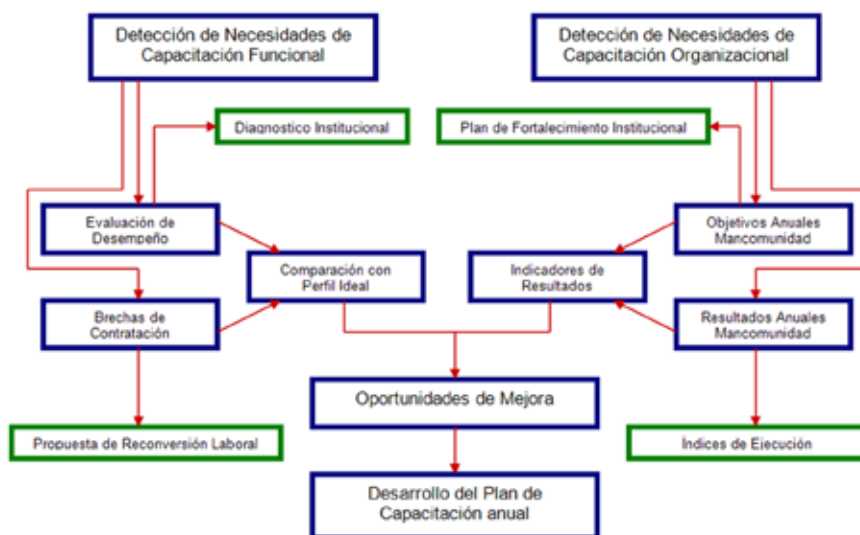 Detección de Necesidades de
Capacitación Funcional
Detección de Necesidades de
Capacitación Organizacional
Diagnostico Institucional
Plan de Fortalecimiento Institucional
Evaluación de
Desempeño
Objetivos Anuales
Mancomunidad
Comparación con
Perfil Ideal
Indicadores de
Resultados
Brechas de
Contratación
Resultados Anuales
Mancomunidad
Oportunidades de Mejora
Propuesta de Reconversión Laboral
Índices de Ejecución
Desarrollo del Plan de
Capacitación anual